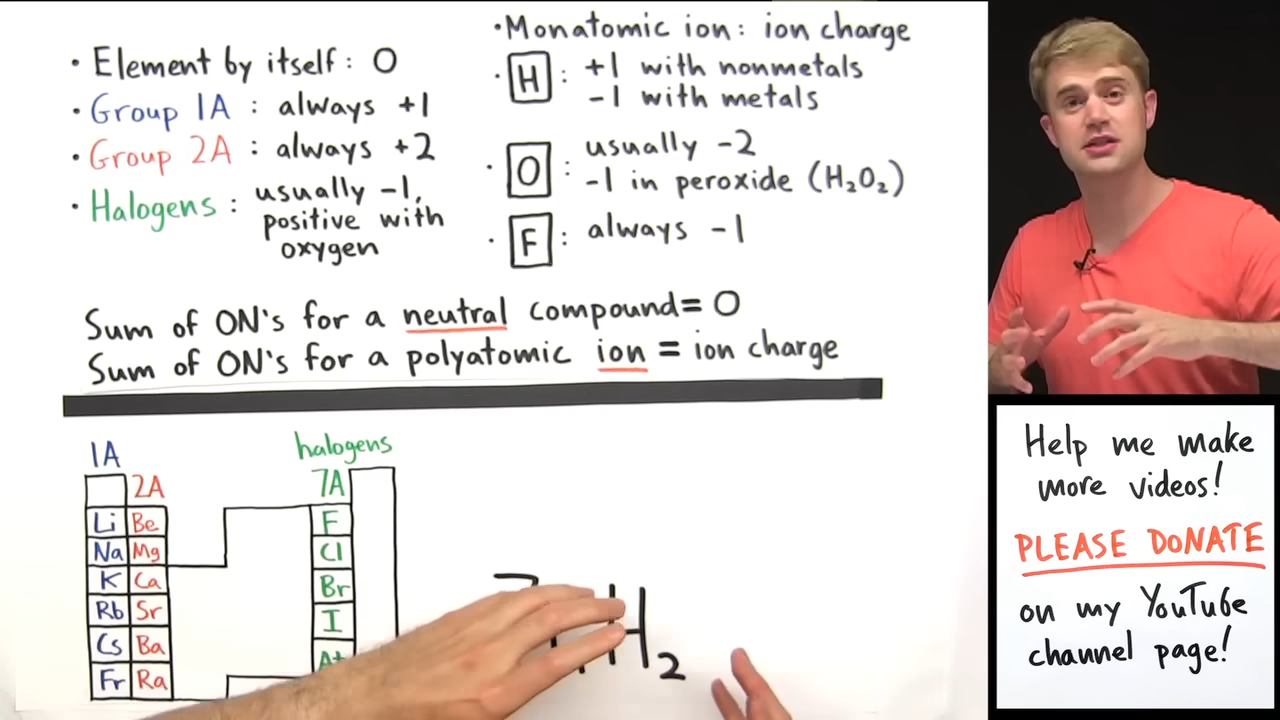 • Element by itself: 0
• Group 1A: always +1
• Group 2A: always +2
• Halogens: usually -1,
positive with
oxygen
• Monatomic ion: ion charge
• H: +1 with nonmetals
-1 with metals
• O: usually -2
-1 in peroxide (H₂O₂)
• F: always -1
Sum of ON's for a neutral compound = 0
Sum of ON's for a polyatomic ion = ion charge
1A
2A
Li Be
Na Mg
K Ca
Rb Sr
Cs Ba
Fr Ra
halogens
7A
F
Cl
Br
I
At
H₂
Help me make
more videos!
PLEASE DONATE
on my YouTube
channel page!